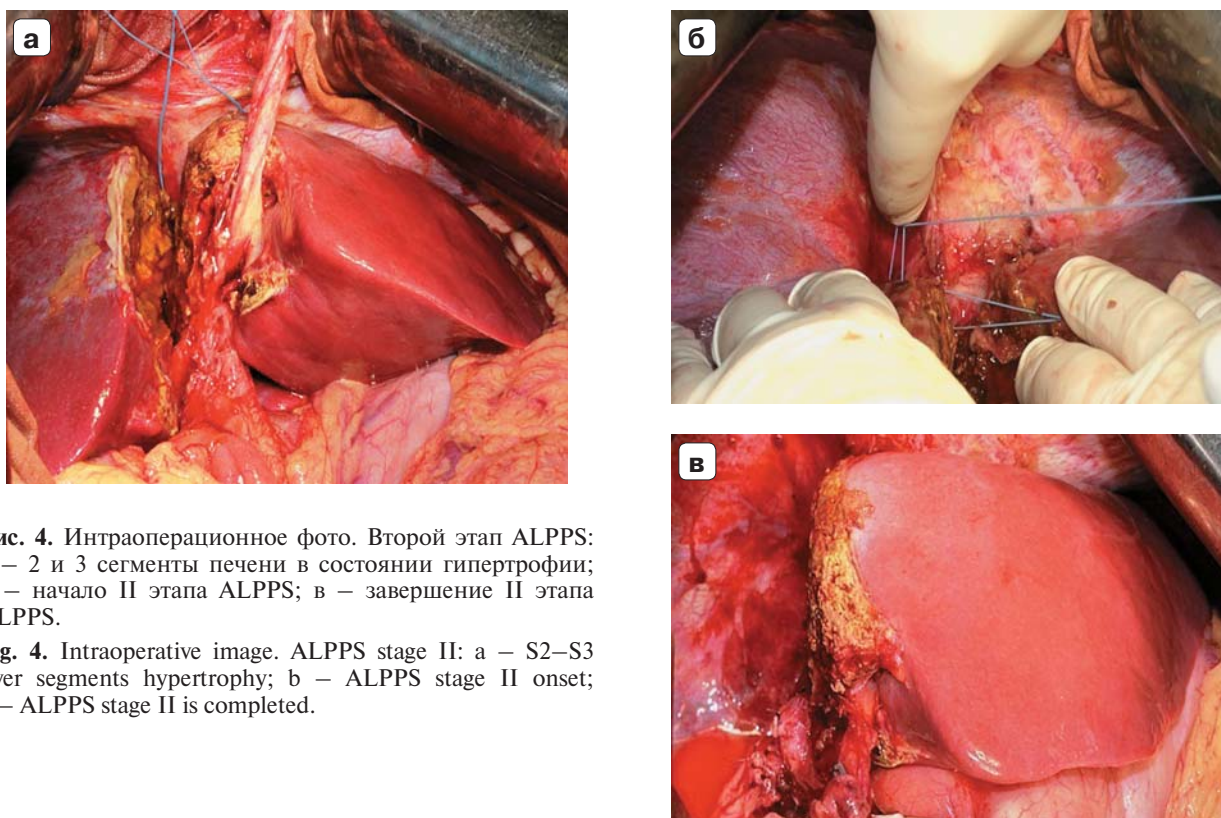 а
б
в
ис. 4. Интраоперационное фото. Второй этап ALPPS:
– 2 и 3 сегменты печени в состоянии гипертрофии;
– начало II этапа ALPPS; в – завершение II этапа
LPPS.
g. 4. Intraoperative image. ALPPS stage II: a – S2–S3
er segments hypertrophy; b – ALPPS stage II onset;
– ALPPS stage II is completed.